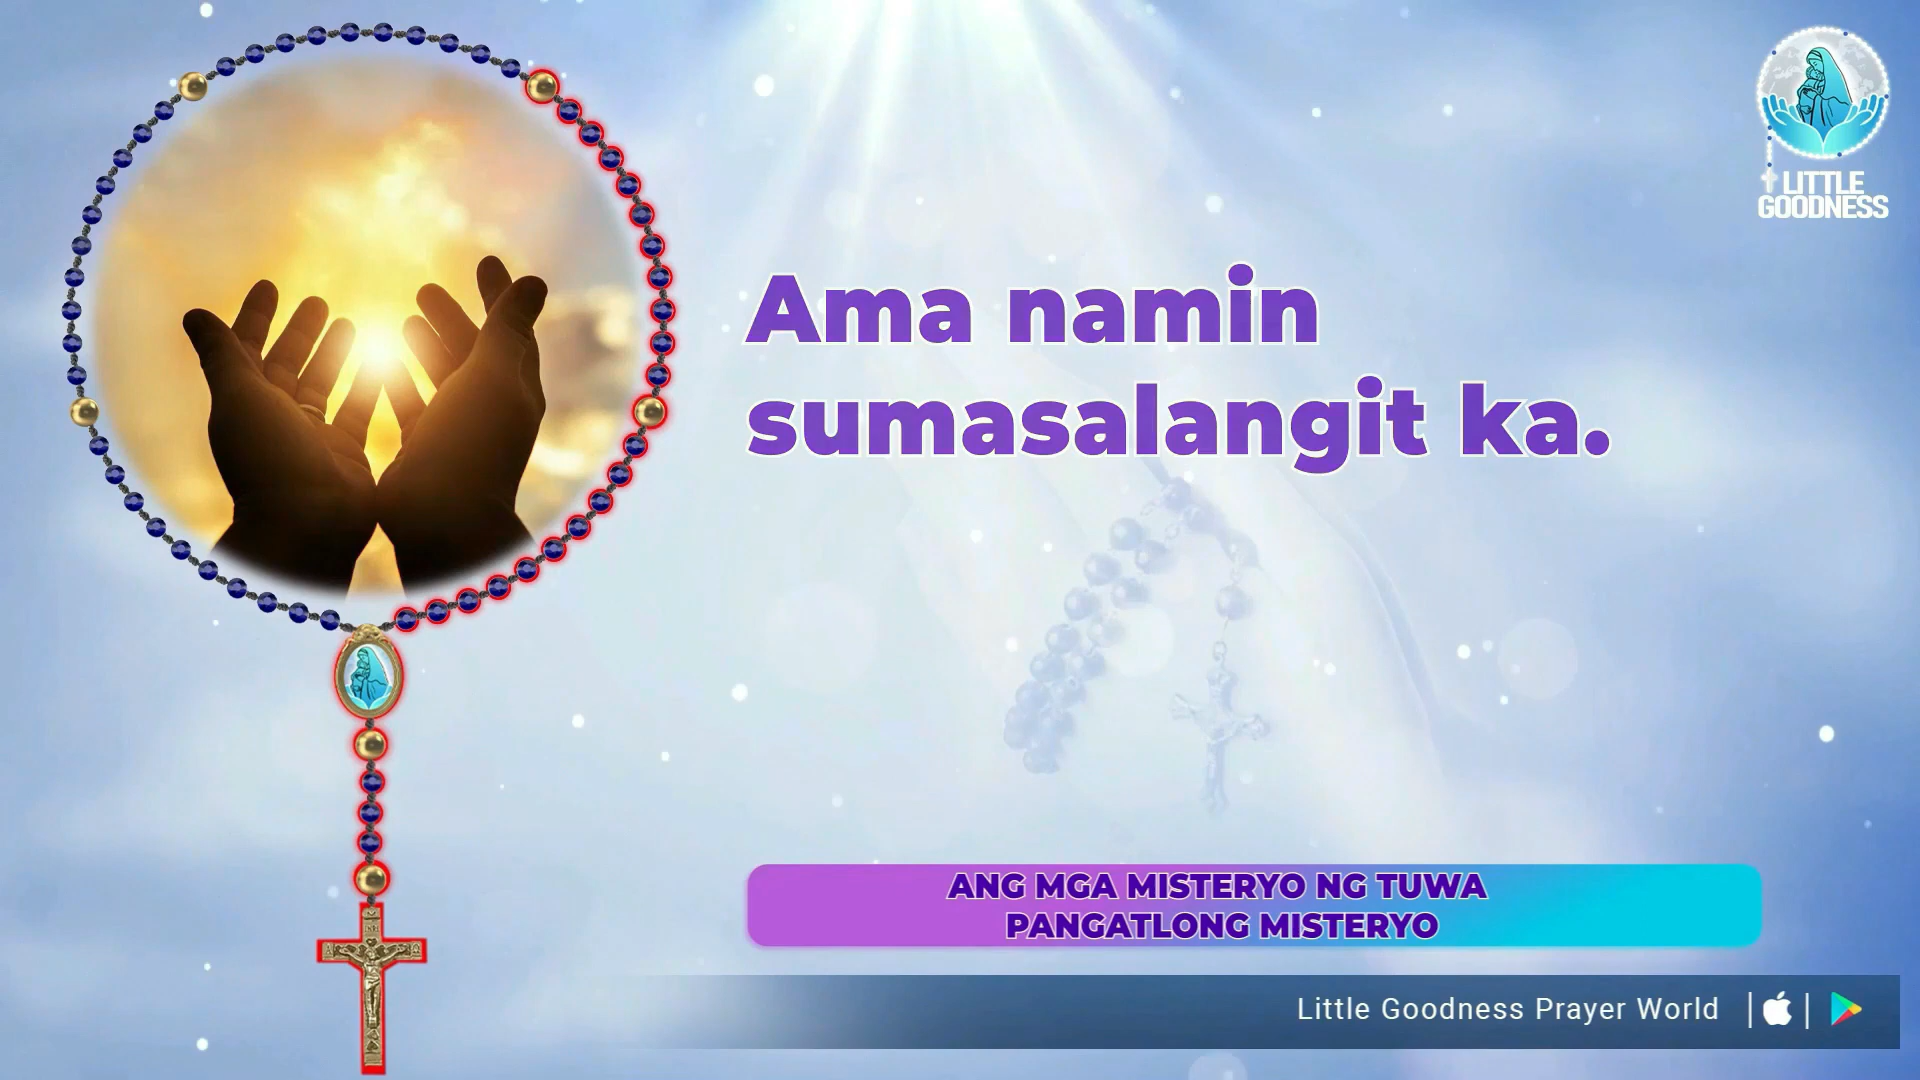 LITTLE
GOODNESS
Ama namin
sumasalangit ka.
ANG MGA MISTERYO NG TUWA
PANGATLONG MISTERYO
Little Goodness Prayer World